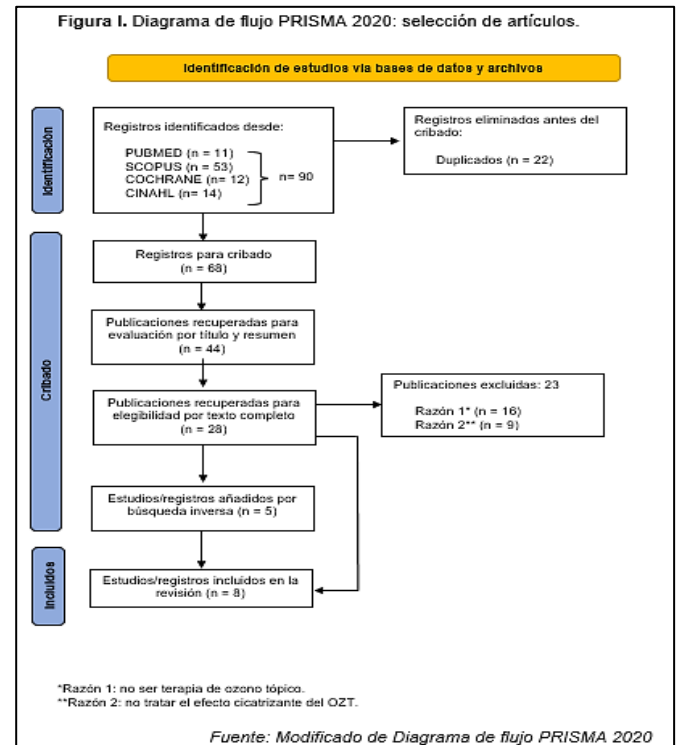 Figura I. Diagrama de flujo PRISMA 2020: selección de artículos.
Identificación de estudios via bases de datos y archivos
Identificación
Registros identificados desde:
PUBMED (n = 11)
SCOPUS (n = 53)
COCHRANE (n= 12)
CINAHL (n= 14)
n= 90
Registros eliminados antes del
cribado:
Duplicados (n = 22)
Cribado
Registros para cribado
(n = 68)
Publicaciones recuperadas para
evaluación por título y resumen
(n = 44)
Publicaciones recuperadas para
elegibilidad por texto completo
(n = 28)
Publicaciones excluidas: 23
Razón 1* (n = 16)
Razón 2** (n = 9)
Estudios/registros añadidos por
búsqueda inversa (n = 5)
Incluidos
Estudios/registros incluidos en la
revisión (n = 8)
*Razón 1: no ser terapia de ozono tópico.
**Razón 2: no tratar el efecto cicatrizante del OZT.
Fuente: Modificado de Diagrama de flujo PRISMA 2020